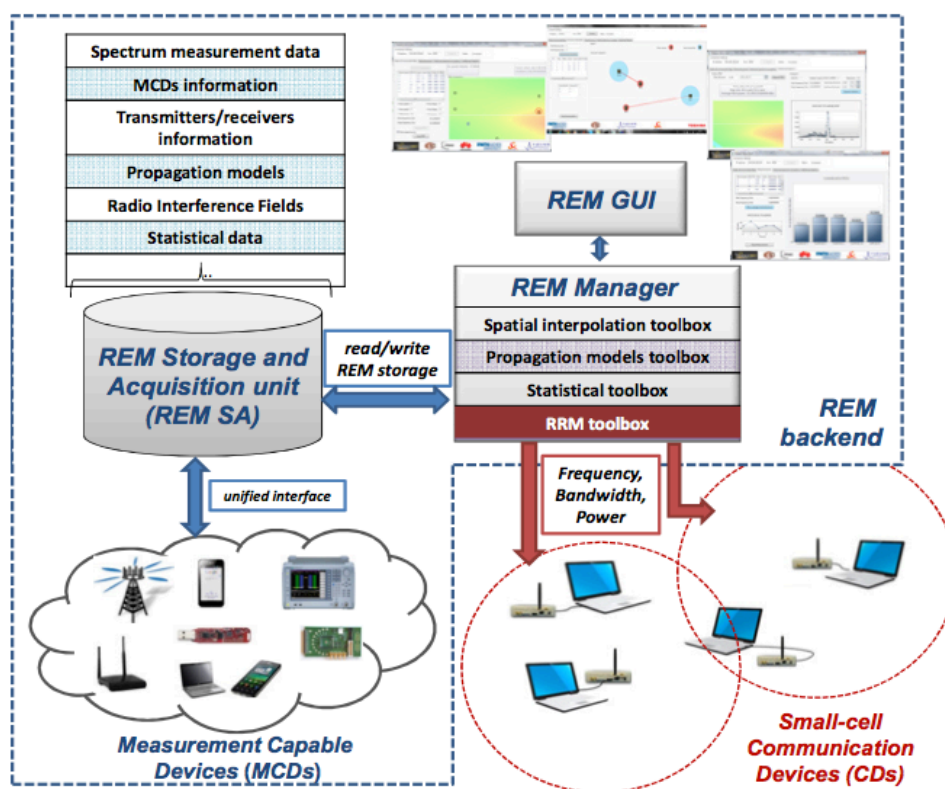 Spectrum measurement data
MCDs information
Transmitters/receivers
information
Propagation models
Radio Interference Fields
Statistical data
,..
REM GUI
REM Manager
Spatial interpolation toolbox
Propagation models toolbox
Statistical toolbox
RRM toolbox
REM Storage and
Acquisition unit
(REM SA)
read/write
REM storage
REM
backend
unified interface
Frequency,
Bandwidth,
Power
Measurement Capable
Devices (MCDs)
Small-cell
Communication
Devices (CDs)